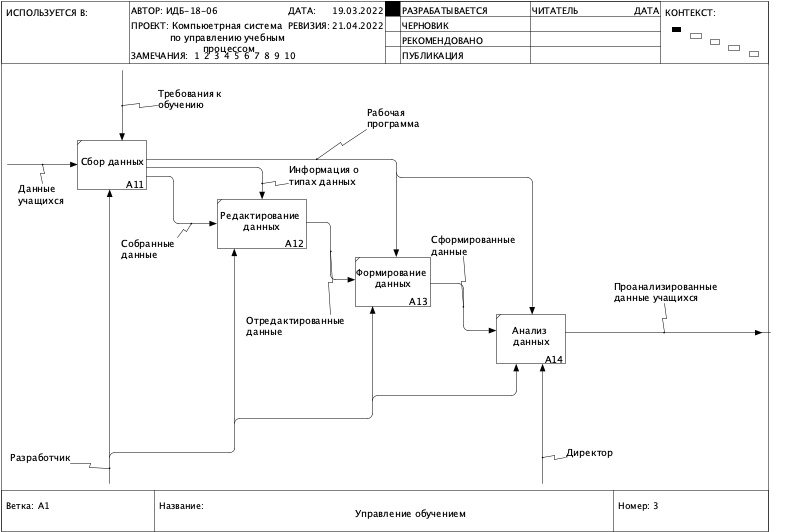 ИСПОЛЬЗУЕТСЯ В:
АВТОР: ИДБ-18-06
ДАТА: 19.03.2022
РАЗРАБАТЫВАЕТСЯ
ЧИТАТЕЛЬ
ДАТА
КОНТЕКСТ:
ПРОЕКТ: Компьюетрная система
по управлению учебным
процессом
РЕВИЗИЯ: 21.04.2022
ЧЕРНОВИК
РЕКОМЕНДОВАНО
ЗАМЕЧАНИЯ: 1 2 3 4 5 6 7 8 9 10
ПУБЛИКАЦИЯ
Требования к
обучению
Рабочая
программа
Сбор данных
A11
Информация о
типах данных
Данные
учащихся
Редактирование
данных
A12
Собранные
данные
Сформированные
данные
Формирование
данных
A13
Проанализированные
данные учащихся
Отредактированные
данные
Анализ
данных
A14
Разработчик
Директор
Ветка: A1
Название:
Управление обучением
Номер: 3